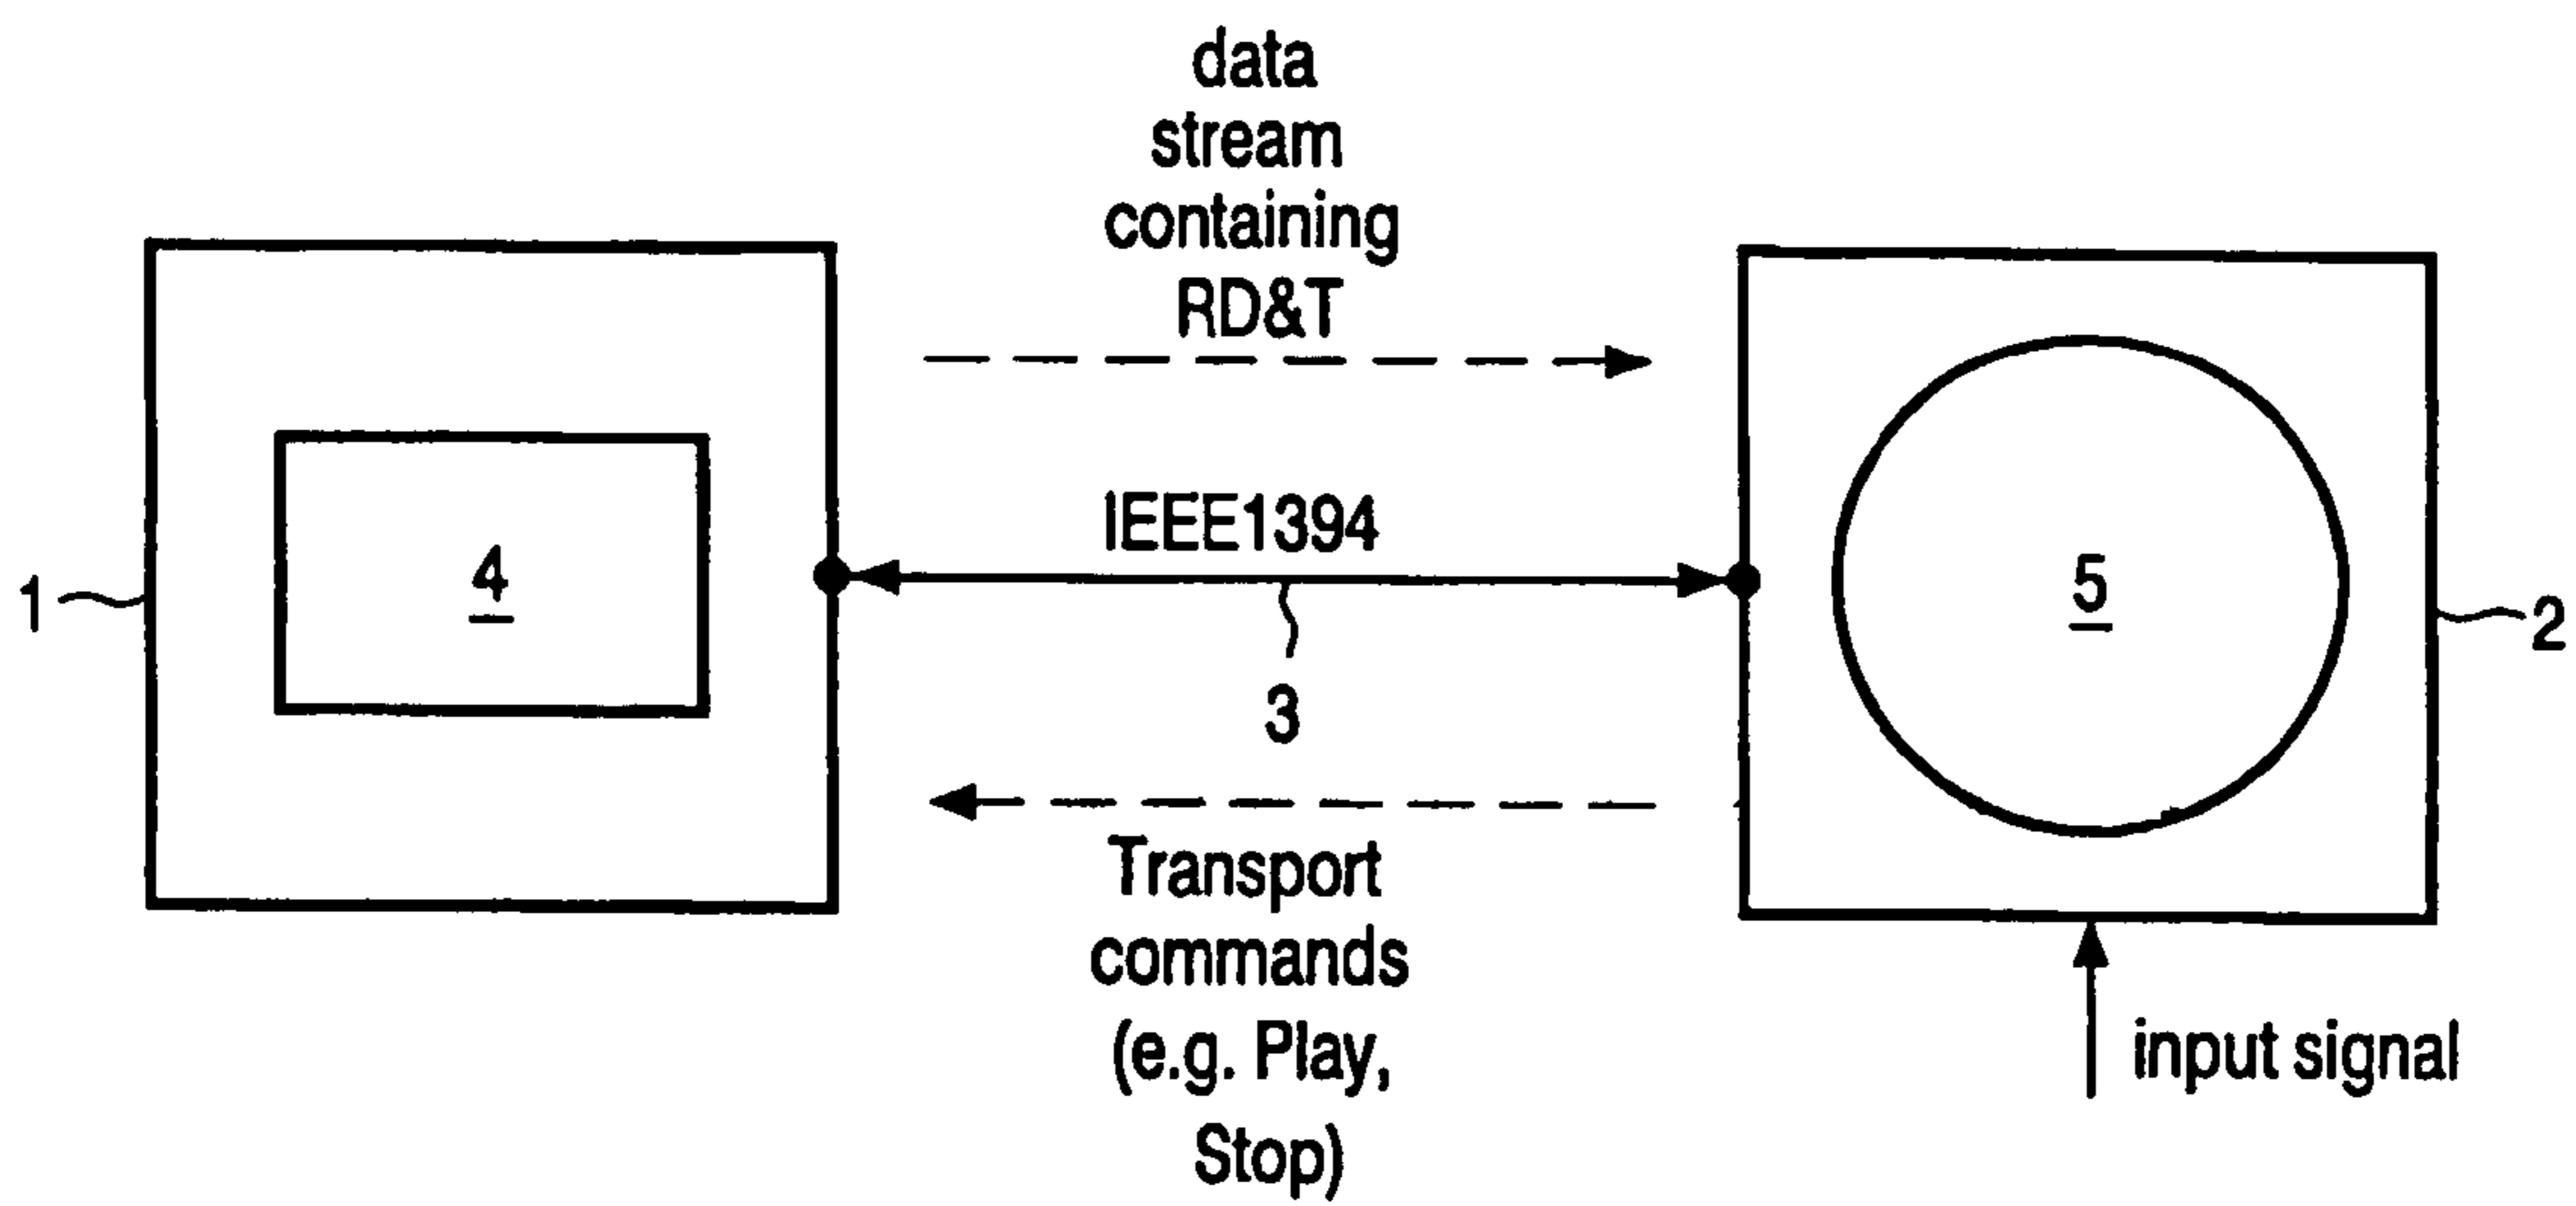 data
stream
containing
RD&T
IEEE1394
1
4
3
5
2
Transport
commands
(e.g. Play,
Stop)
input signal